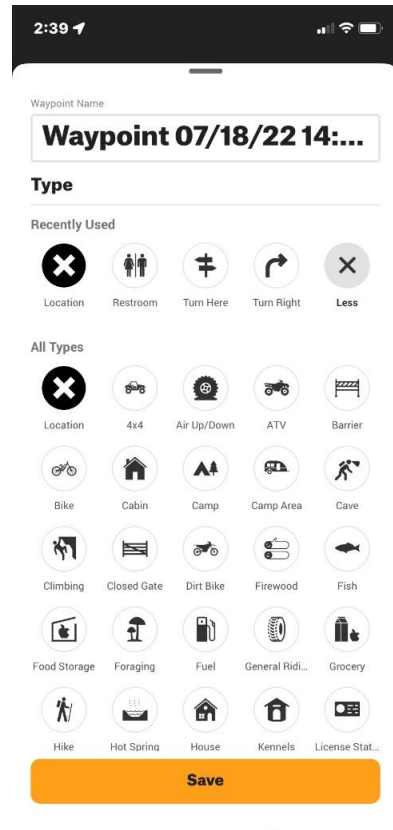 2:39
Waypoint Name
Waypoint 07/18/22 14:...
Type
Recently Used
Location Restroom Turn Here Turn Right Less
All Types
Location 4x4 Air Up/Down ATV Barrier
Bike Cabin Camp Camp Area Cave
Climbing Closed Gate Dirt Bike Firewood Fish
Food Storage Foraging Fuel General Ridi... Grocery
Hike Hot Spring House Kennels License Stat...
Save